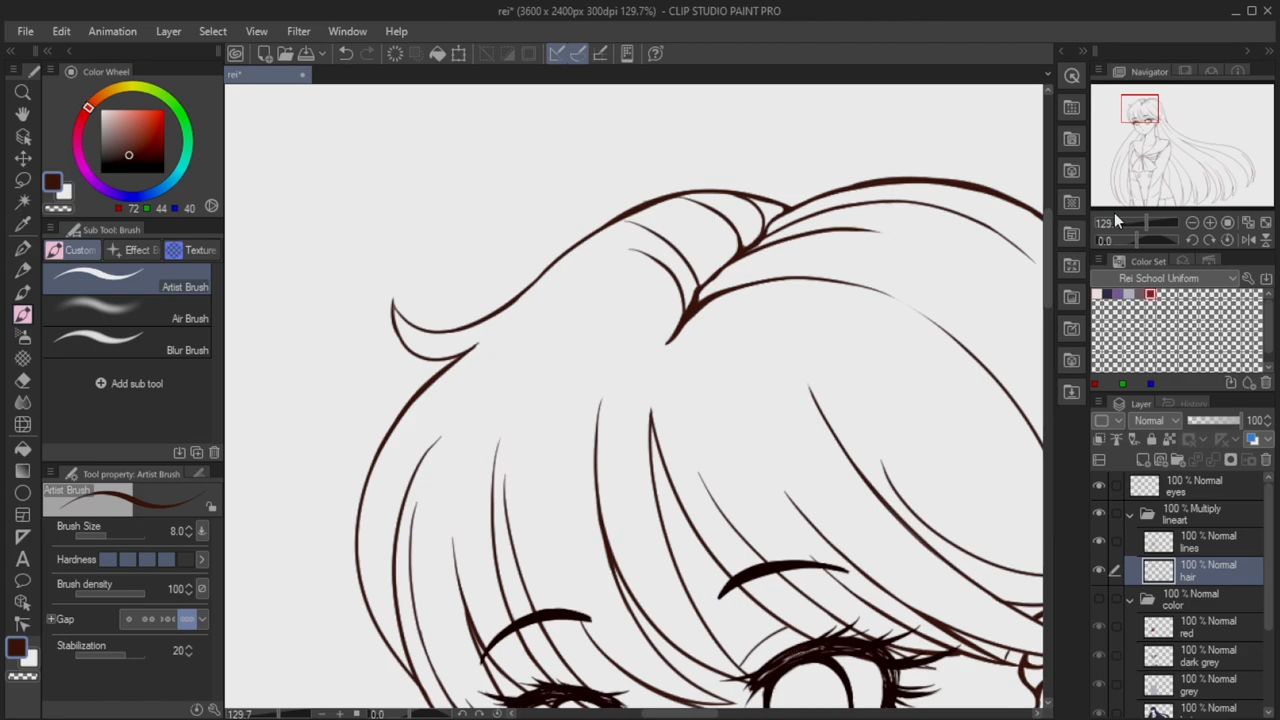 rei* (3600 x 2400px 300dpi 129.7%) - CLIP STUDIO PAINT PRO
File Edit Animation Layer Select View Filter Window Help
rei*
Color Wheel
72 44 40
Sub Tool: Brush
Custom Effect B Texture
Artist Brush
Air Brush
Blur Brush
Add sub tool
Tool property: Artist Brush
Artist Brush
Brush Size 8.0
Hardness
Brush density 100
Gap
Stabilization 20
129.7 0.0
Navigator
129.
0.0
Color Set
Rei School Uniform
Layer History
Normal 100
100 % Normal
eyes
100 % Multiply
lineart
100 % Normal
lines
100 % Normal
hair
100 % Normal
color
100 % Normal
red
100 % Normal
dark grey
100 % Normal
grey
100 % Normal